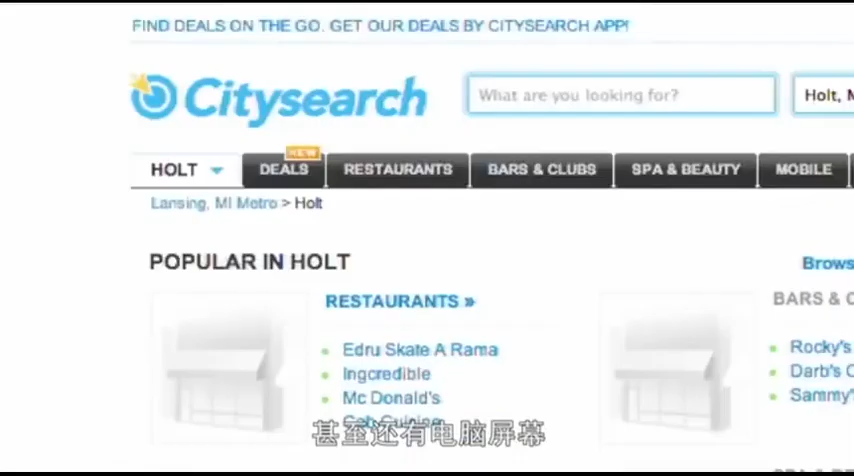 FIND DEALS ON THE GO. GET OUR DEALS BY CITYSEARCH APP!
Citysearch
What are you looking for?
Holt, M
NEW
HOLT DEALS RESTAURANTS BARS & CLUBS SPA & BEAUTY MOBILE
Lansing, MI Metro > Holt
POPULAR IN HOLT
Brows
RESTAURANTS »
BARS & C
Edru Skate A Rama
Ingcredible
Mc Donald's
Rocky's
Darb's C
Sammy'
甚至还有电脑屏幕